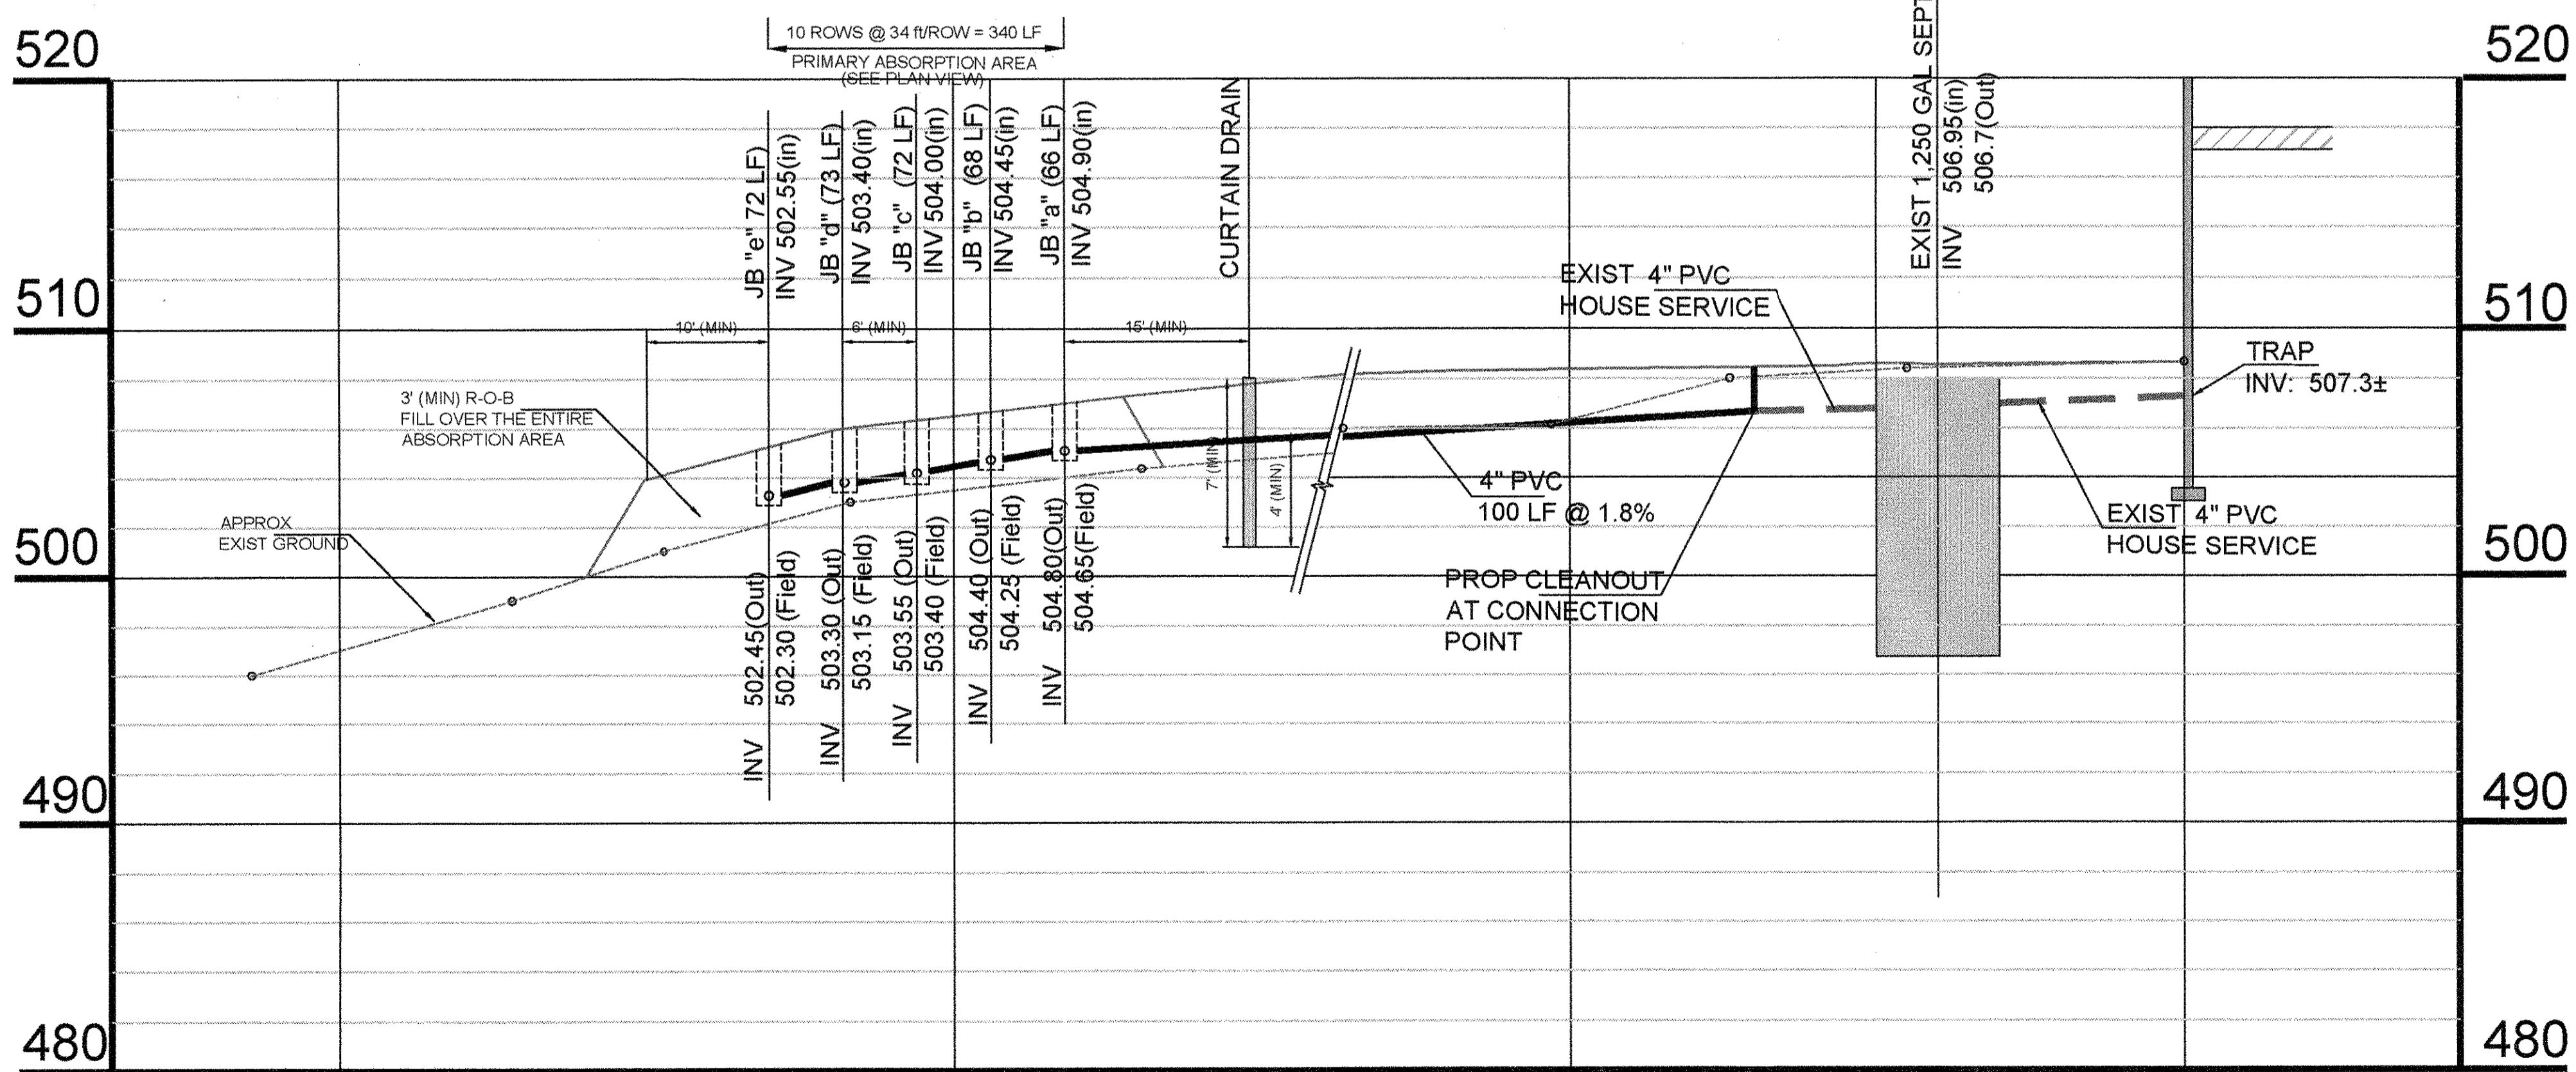 10 ROWS @ 34 ft/ROW = 340 LF
PRIMARY ABSORPTION AREA
(SEE PLAN VIEW)
520
520
JB "e" 72 LF)
INV 502.55(in)
JB "d" (73 LF)
INV 503.40(in)
JB "c" (72 LF)
INV 504.00(in)
JB "b" (68 LF)
INV 504.45(in)
JB "a" (66 LF)
INV 504.90(in)
CURTAIN DRAIN
EXIST 1,250 GAL SEPT
INV 506.95(in)
506.7(Out)
510
510
10' (MIN)
6' (MIN)
15' (MIN)
EXIST 4" PVC
HOUSE SERVICE
TRAP
INV: 507.3±
3' (MIN) R-O-B
FILL OVER THE ENTIRE
ABSORPTION AREA
7' (MIN)
4' (MIN)
4" PVC
100 LF @ 1.8%
EXIST 4" PVC
HOUSE SERVICE
APPROX
EXIST GROUND
500
500
PROP CLEANOUT
AT CONNECTION
POINT
INV 502.45(Out)
502.30 (Field)
INV 503.30 (Out)
503.15 (Field)
INV 503.55 (Out)
503.40 (Field)
INV 504.40 (Out)
504.25 (Field)
INV 504.80(Out)
504.65(Field)
490
490
480
480